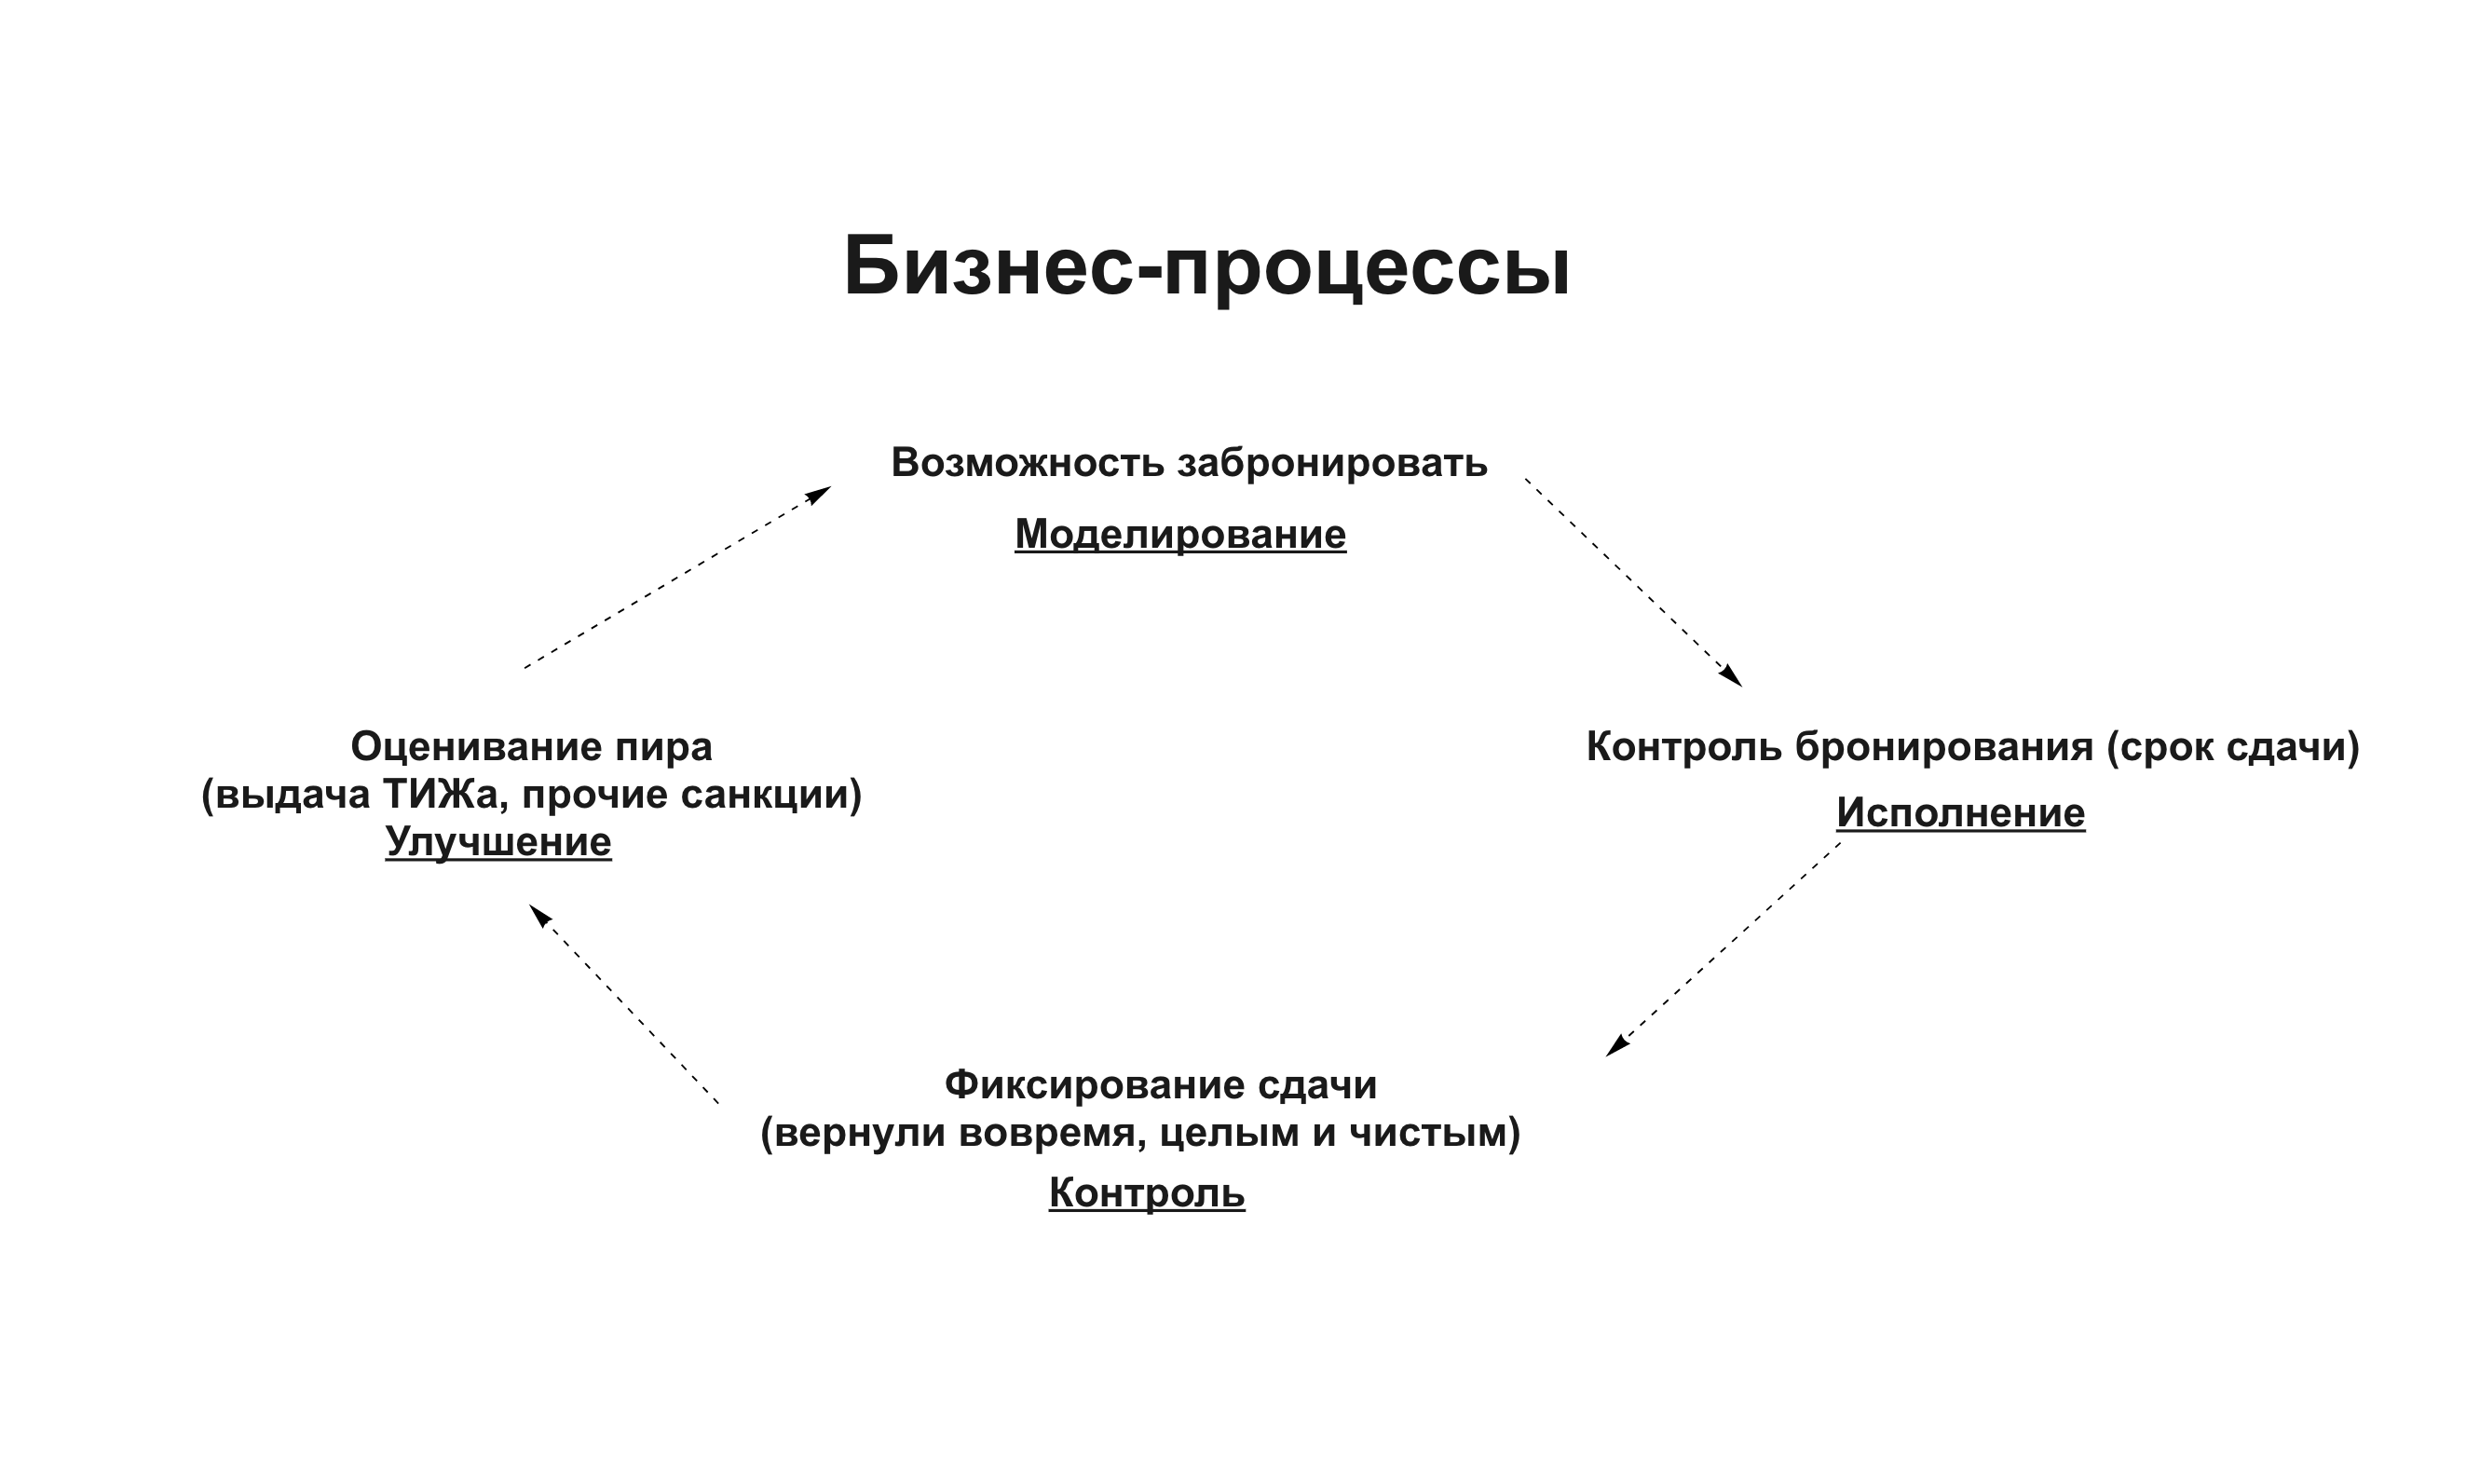 Бизнес-процессы
Возможность забронировать
Моделирование
Оценивание пира
(выдача ТИЖа, прочие санкции)
Улучшение
Контроль бронирования (срок сдачи)
Исполнение
Фиксирование сдачи
(вернули вовремя, целым и чистым)
Контроль